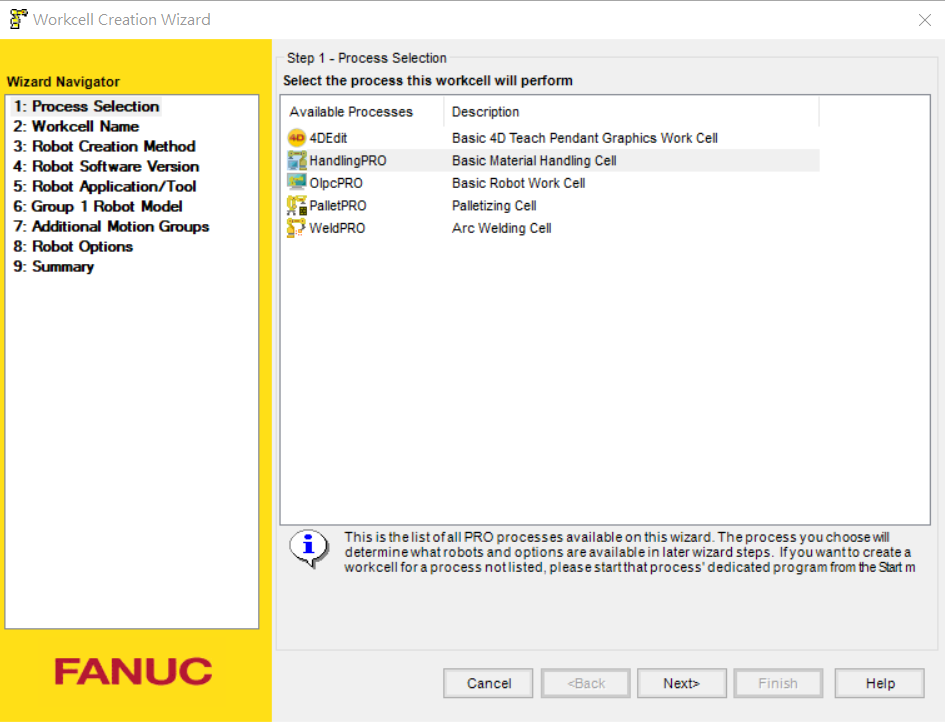 Workcell Creation Wizard
Wizard Navigator
1: Process Selection
2: Workcell Name
3: Robot Creation Method
4: Robot Software Version
5: Robot Application/Tool
6: Group 1 Robot Model
7: Additional Motion Groups
8: Robot Options
9: Summary
FANUC
Step 1 - Process Selection
Select the process this workcell will perform
Available Processes Description
4D 4DEdit Basic 4D Teach Pendant Graphics Work Cell
HandlingPRO Basic Material Handling Cell
OlpcPRO Basic Robot Work Cell
PalletPRO Palletizing Cell
WeldPRO Arc Welding Cell
This is the list of all PRO processes available on this wizard. The process you choose will
determine what robots and options are available in later wizard steps. If you want to create a
workcell for a process not listed, please start that process' dedicated program from the Start m
Cancel <Back Next> Finish Help